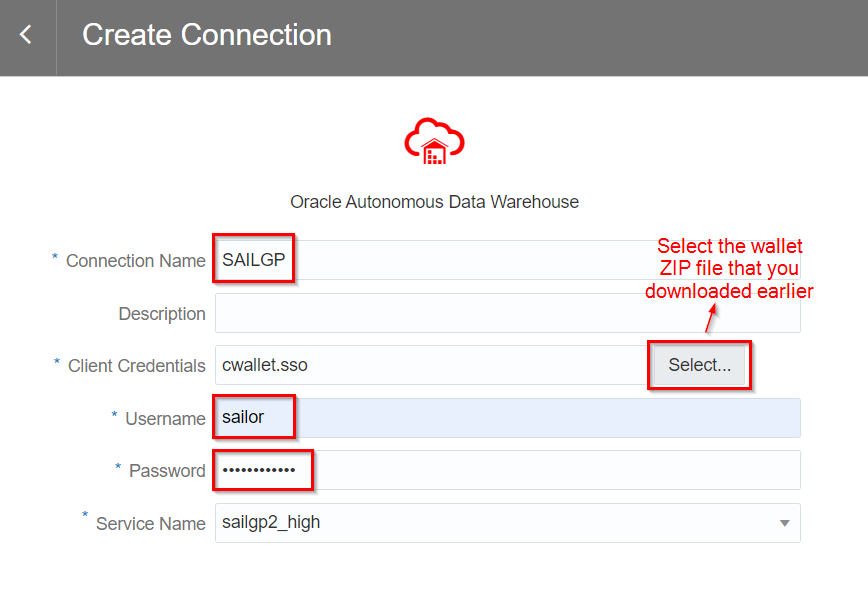 Create Connection
Oracle Autonomous Data Warehouse
* Connection Name SAILGP
Select the wallet
ZIP file that you
downloaded earlier
Description
* Client Credentials cwallet.sso Select...
* Username sailor
* Password ••••••••••••
* Service Name sailgp2_high